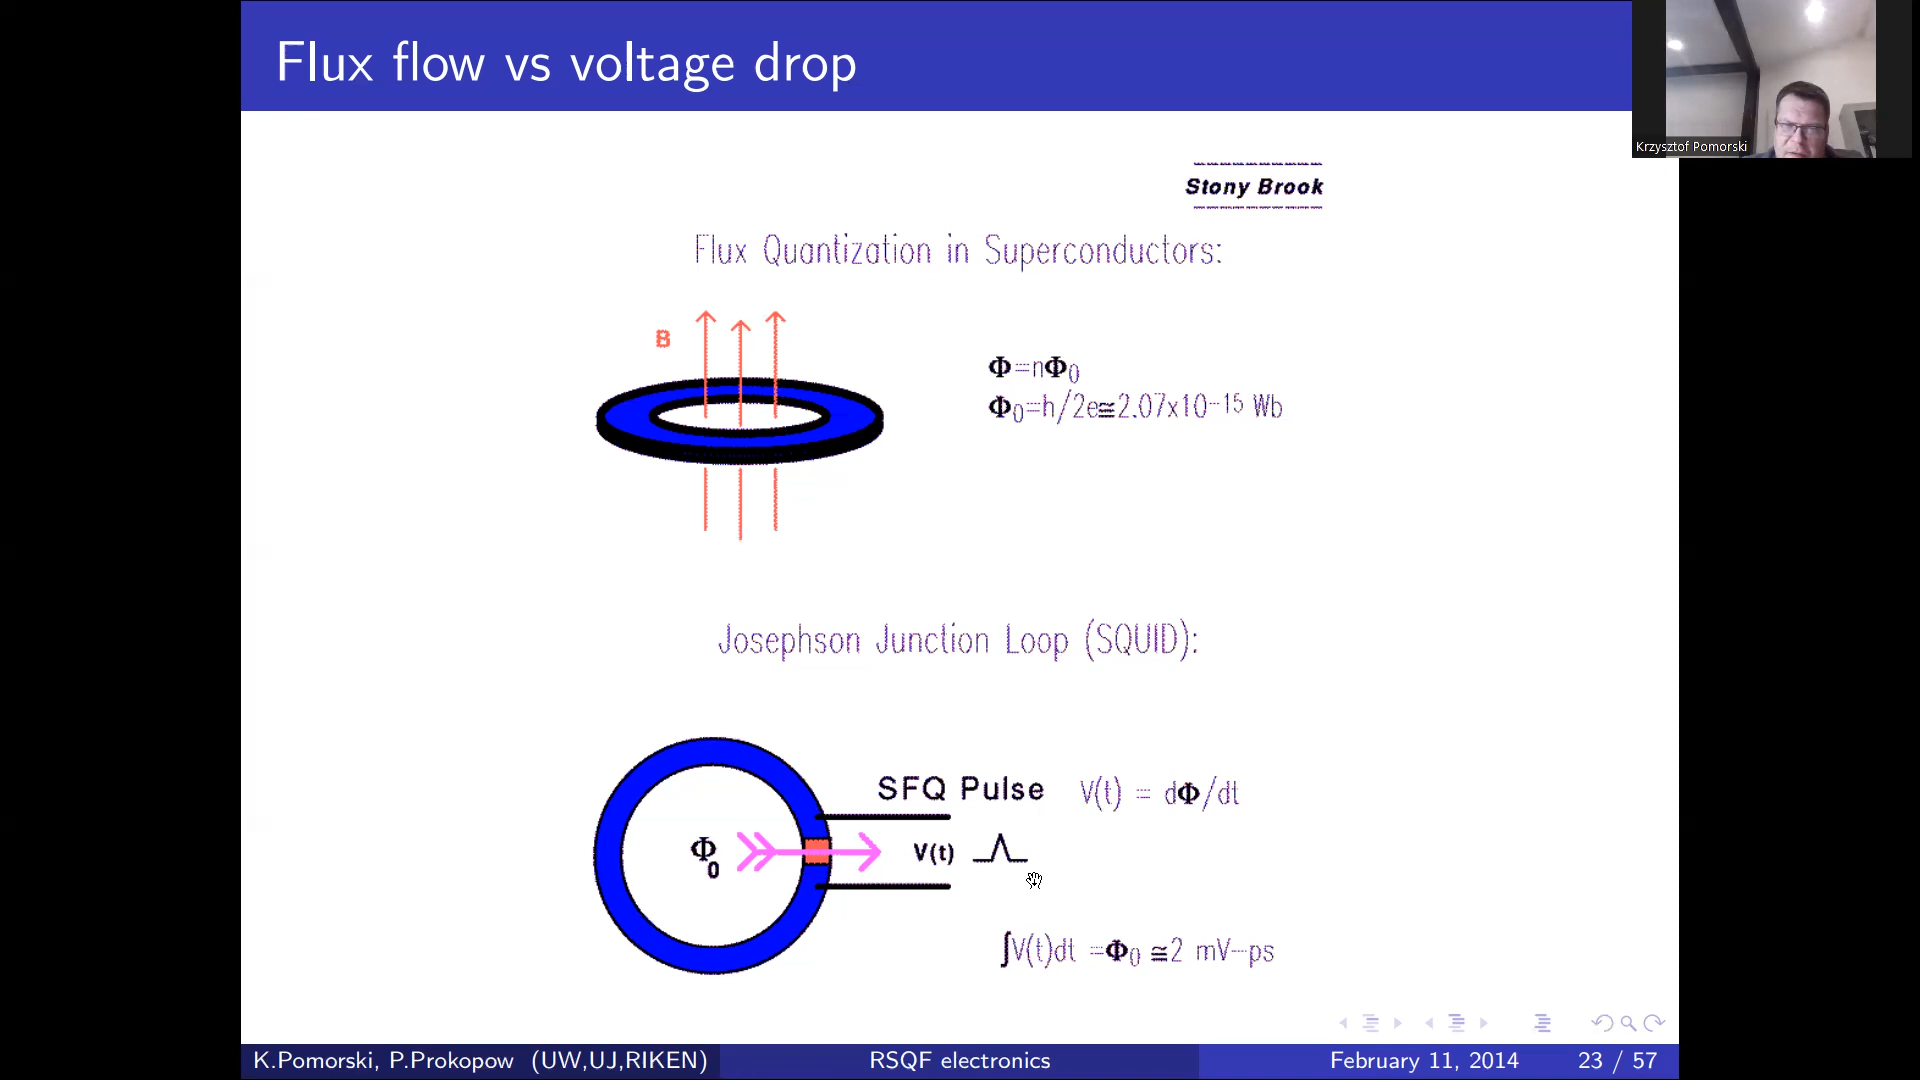 Flux flow vs voltage drop
Krzysztof Pomorski
Stony Brook
Flux Quantization in Superconductors:
B
Φ=nΦ₀
Φ₀=h/2e≅2.07x10⁻¹⁵ Wb
Josephson Junction Loop (SQUID):
SFQ Pulse V(t) = dΦ/dt
Φ₀ V(t)
∫V(t)dt =Φ₀ ≅2 mV-ps
K.Pomorski, P.Prokopow (UW,UJ,RIKEN) RSQF electronics February 11, 2014 23 / 57